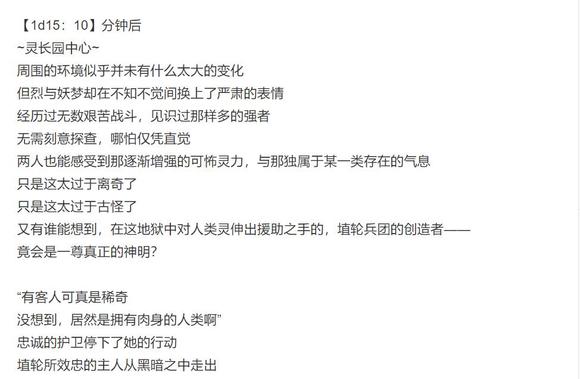 【1d15：10】分钟后
~灵长园中心~
周围的环境似乎并未有什么太大的变化
但烈与妖梦却在不知不觉间换上了严肃的表情
经历过无数艰苦战斗，见识过那样多的强者
无需刻意探查，哪怕仅凭直觉
两人也能感受到那逐渐增强的可怖灵力，与那独属于某一类存在的气息
只是这太过于离奇了
只是这太过于古怪了
又有谁能想到，在这地狱中对人类灵伸出援助之手的，埴轮兵团的创造者——
竟会是一尊真正的神明？
“有客人可真是稀奇
没想到，居然是拥有肉身的人类啊”
忠诚的护卫停下了她的行动
埴轮所效忠的主人从黑暗之中走出